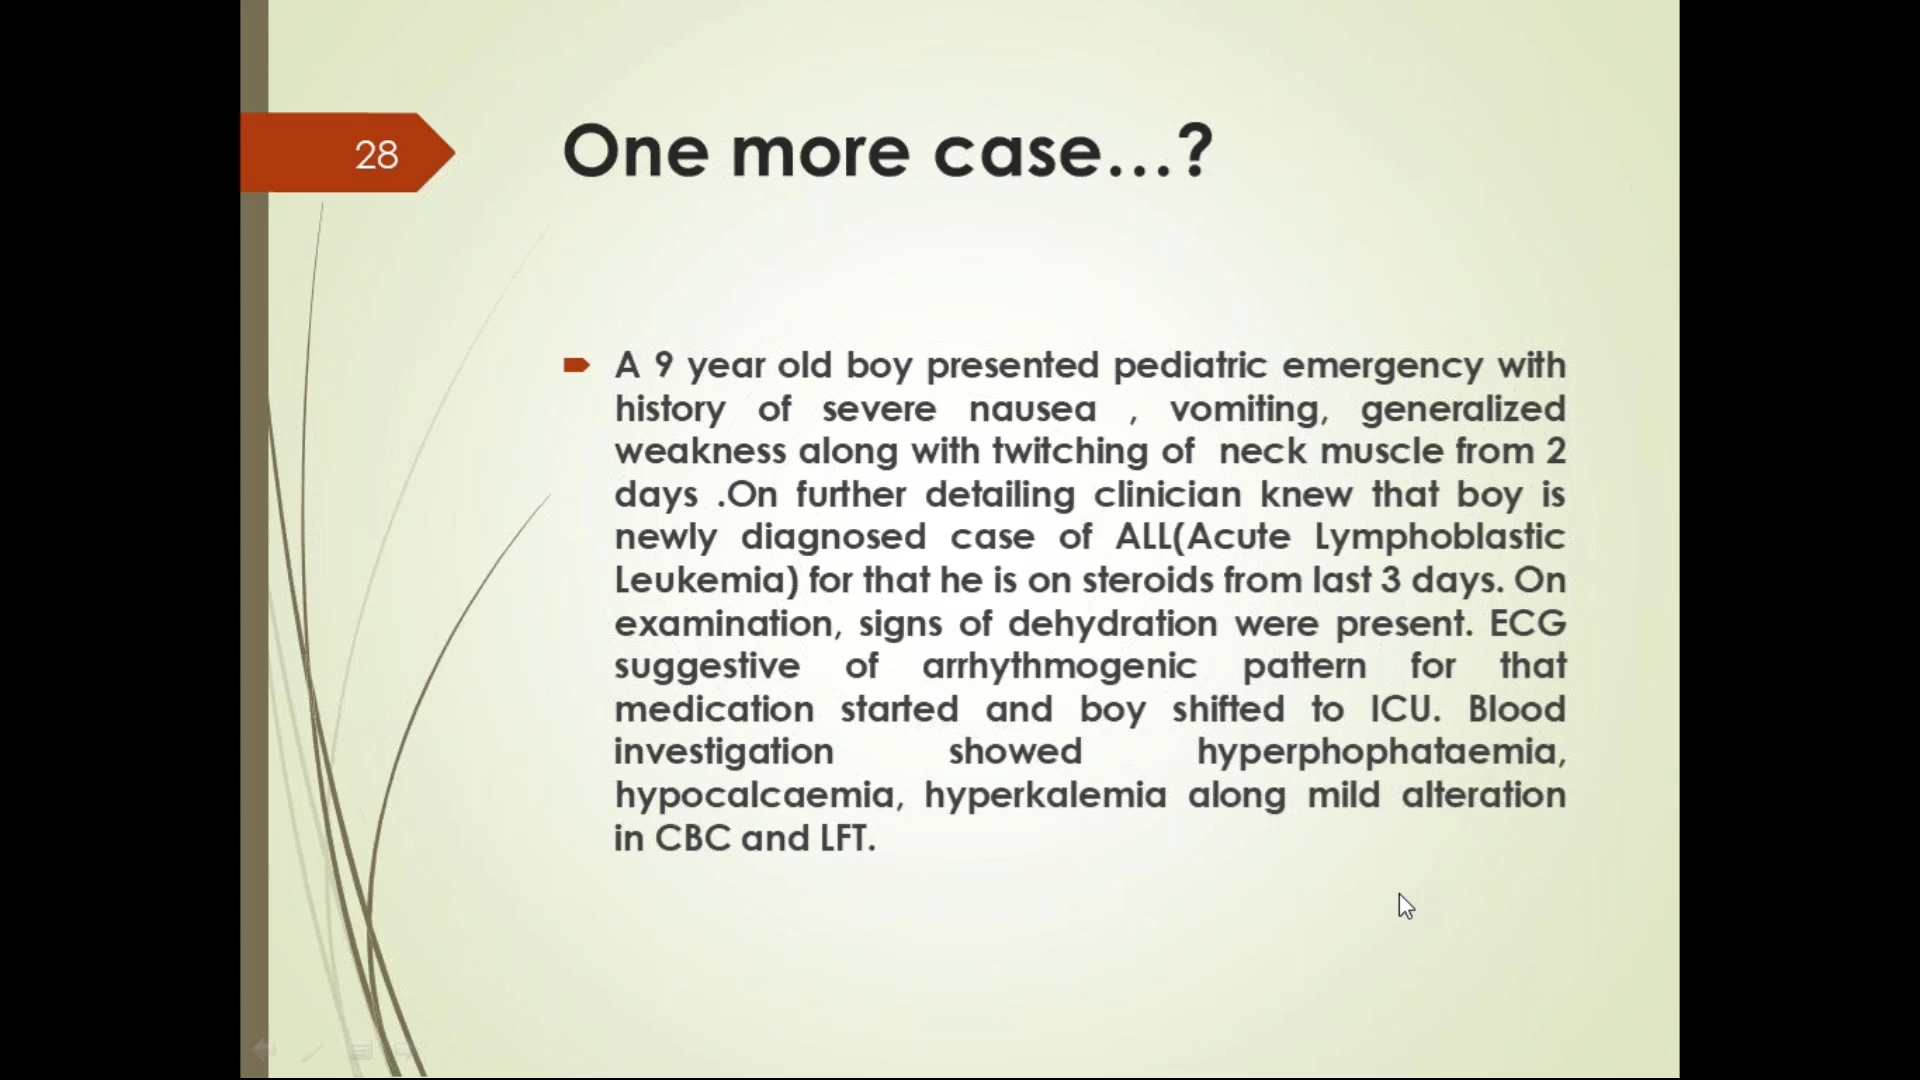 28
One more case...?
A 9 year old boy presented pediatric emergency with
history of severe nausea , vomiting, generalized
weakness along with twitching of neck muscle from 2
days .On further detailing clinician knew that boy is
newly diagnosed case of ALL(Acute Lymphoblastic
Leukemia) for that he is on steroids from last 3 days. On
examination, signs of dehydration were present. ECG
suggestive of arrhythmogenic pattern for that
medication started and boy shifted to ICU. Blood
investigation showed hyperphophataemia,
hypocalcaemia, hyperkalemia along mild alteration
in CBC and LFT.